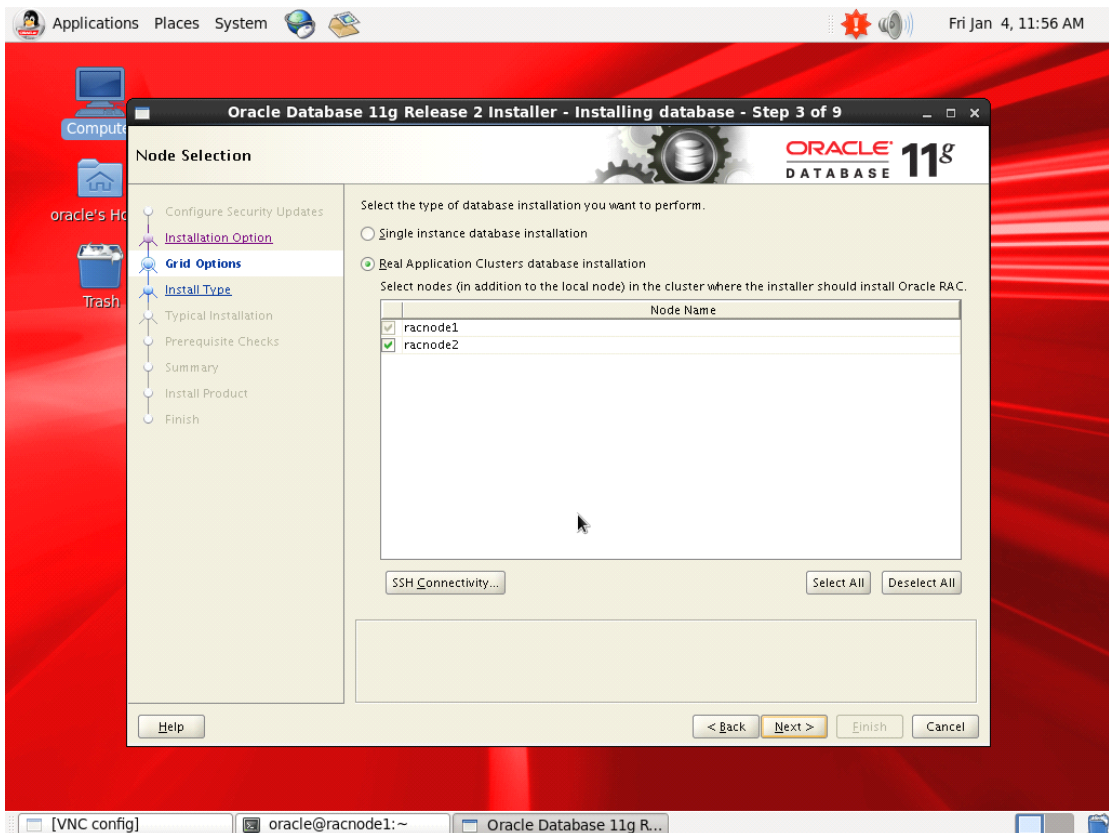 Applications Places System
Fri Jan 4, 11:56 AM
Compute
oracle's Ho
Trash
Oracle Database 11g Release 2 Installer - Installing database - Step 3 of 9
Node Selection
ORACLE
DATABASE
11g
Configure Security Updates
Installation Option
Grid Options
Install Type
Typical Installation
Prerequisite Checks
Summary
Install Product
Finish
Select the type of database installation you want to perform.
Single instance database installation
Real Application Clusters database installation
Select nodes (in addition to the local node) in the cluster where the installer should install Oracle RAC.
Node Name
racnode1
racnode2
SSH Connectivity...
Select All
Deselect All
Help
< Back
Next >
Finish
Cancel
[VNC config]
oracle@racnode1:~
Oracle Database 11g R...